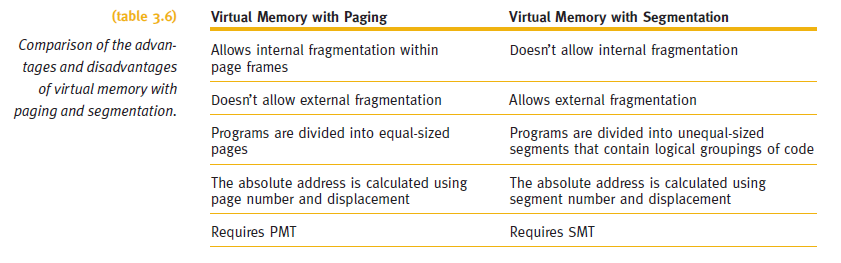 (table 3.6)
Comparison of the advan-
tages and disadvantages
of virtual memory with
paging and segmentation.
Virtual Memory with Paging
Virtual Memory with Segmentation
Allows internal fragmentation within
page frames
Doesn't allow internal fragmentation
Doesn't allow external fragmentation
Allows external fragmentation
Programs are divided into equal-sized
pages
Programs are divided into unequal-sized
segments that contain logical groupings of code
The absolute address is calculated using
page number and displacement
The absolute address is calculated using
segment number and displacement
Requires PMT
Requires SMT